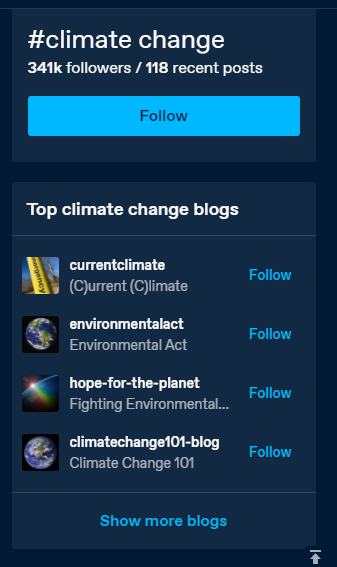 #climate change
341k followers / 118 recent posts
Follow
Top climate change blogs
currentclimate
(C)urrent (C)limate
Follow
environmentalact
Environmental Act
Follow
hope-for-the-planet
Fighting Environmental...
Follow
climatechange101-blog
Climate Change 101
Follow
Show more blogs